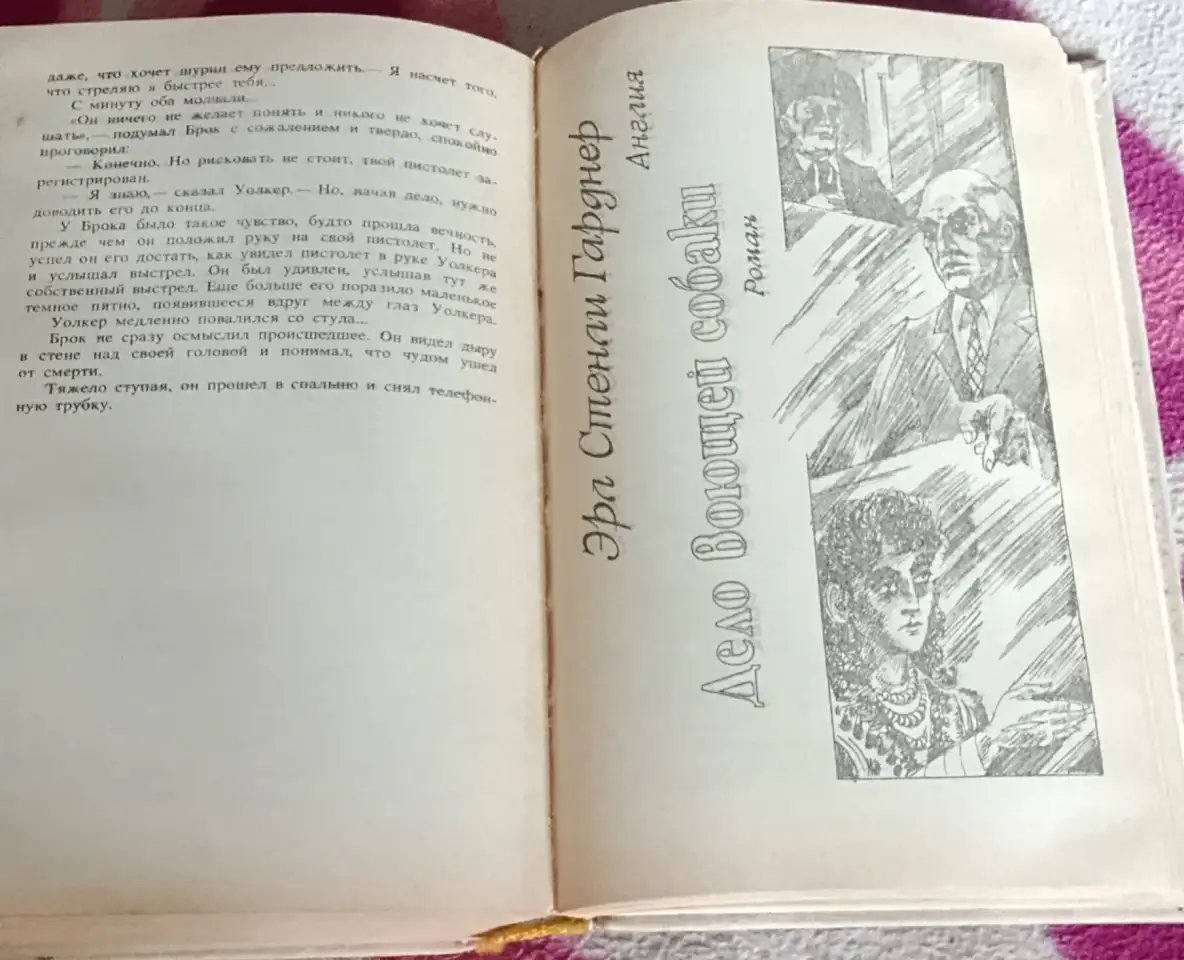 даже, что хочет шурин ему предложить.— Я насчет того,
что стреляю я быстрее тебя...
С минуту оба молчали...
«Он ничего не желает понять и никого не хочет слу-
шать»,— подумал Брок с сожалением и твердо, спокойно
проговорил:
— Конечно. Но рисковать не стоит, твой пистолет за-
регистрирован.
— Я знаю,— сказал Уолкер.— Но, начав дело, нужно
доводить его до конца.
У Брока было такое чувство, будто прошла вечность,
прежде чем он положил руку на свой пистолет. Но не
успел он его достать, как увидел пистолет в руке Уолкера
и услышал выстрел. Он был удивлен, услышав тут же
собственный выстрел. Еще больше его поразило маленькое
темное пятно, появившееся вдруг между глаз Уолкера.
Уолкер медленно повалился со стула...
Брок не сразу осмыслил происшедшее. Он видел дыру
в стене над своей головой и понимал, что чудом ушел
от смерти.
Тяжело ступая, он прошел в спальню и снял телефон-
ную трубку.
Эрл Стенли Гарднер
Англия
Дело Воющей собаки
Роман